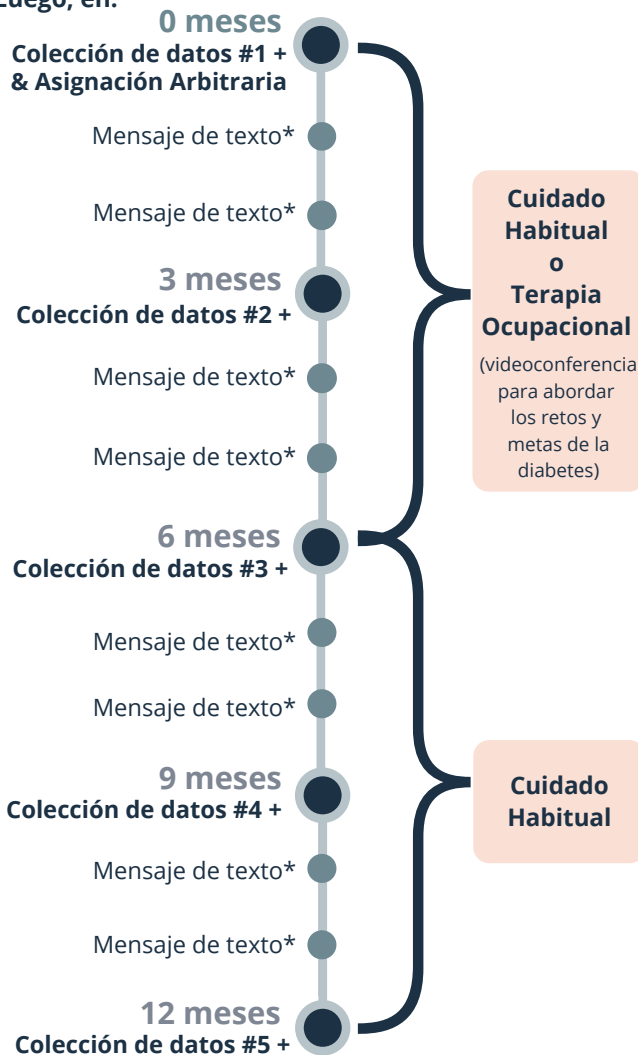 Luego, en:
0 meses
Colección de datos #1 +
& Asignación Arbitraria
Mensaje de texto*
Mensaje de texto*
3 meses
Colección de datos #2 +
Mensaje de texto*
Mensaje de texto*
6 meses
Colección de datos #3 +
Mensaje de texto*
Mensaje de texto*
9 meses
Colección de datos #4 +
Mensaje de texto*
Mensaje de texto*
12 meses
Colección de datos #5 +
Cuidado
Habitual
o
Terapia
Ocupacional
(videoconferencia
para abordar
los retos y
metas de la
diabetes)
Cuidado
Habitual